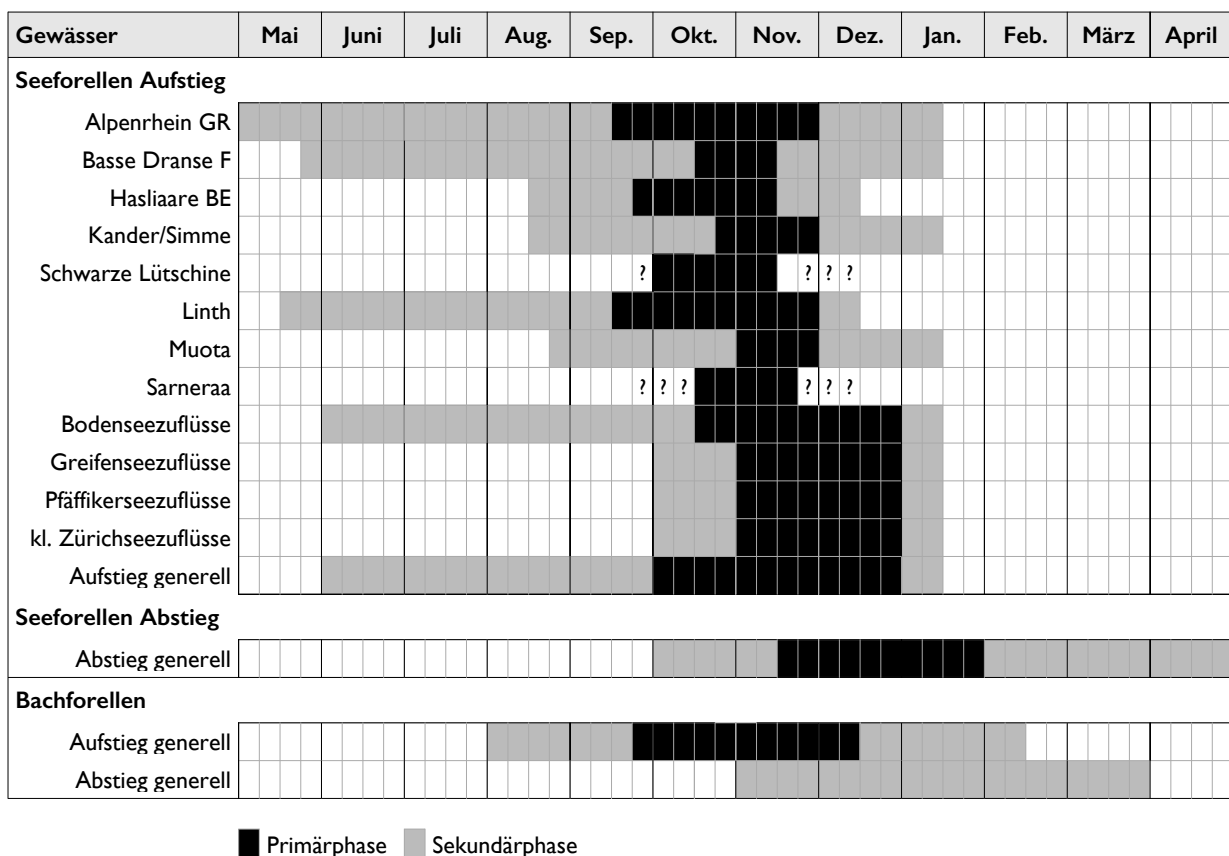 Gewässer Mai Juni Juli Aug. Sep. Okt. Nov. Dez. Jan. Feb. März April
Seeforellen Aufstieg
Alpenrhein GR
Basse Dranse F
Hasliaare BE
Kander/Simme
Schwarze Lütschine ? ? ? ?
Linth
Muota
Sarneraa ? ? ? ? ? ?
Bodenseezuflüsse
Greifenseezuflüsse
Pfäffikerseezuflüsse
kl. Zürichseezuflüsse
Aufstieg generell
Seeforellen Abstieg
Abstieg generell
Bachforellen
Aufstieg generell
Abstieg generell
Primärphase Sekundärphase